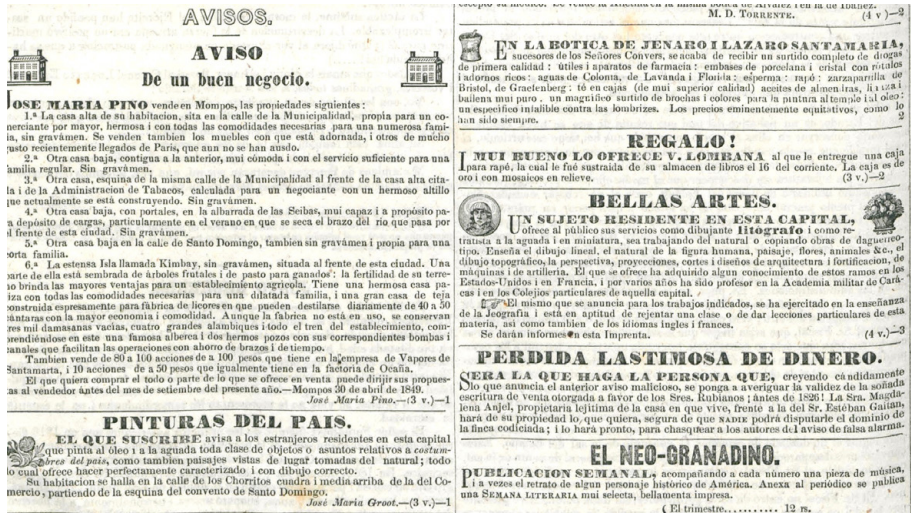 AVISOS.
AVISO
De un buen negocio.
JOSE MARIA PINO vende en Mompos, las propiedades siguientes:
1.ª La casa alta de su habitacion, sita en la calle de la Municipalidad, propia para un co-
merciante por mayor, hermosa i con todas las comodidades necesarias para una numerosa fami-
lia, sin gravámen. Se venden tambien los muebles con que está adornada, i otros de mucho
gusto recientemente llegados de Paris, que aun no se han usado.
2.ª Otra casa baja, contigua a la anterior, mui cómoda i con el servicio suficiente para una
familia regular. Sin gravámen.
3.ª Otra casa, esquina de la misma calle de la Municipalidad al frente de la casa alta cita-
da i de la Administracion de Tabacos, calculada para un negociante con un hermoso altillo
que actualmente se está construyendo. Sin gravámen.
4.ª Otra casa baja, con portales, en la albarrada de las Seibas, mui capaz i a propósito pa-
ra depósito de cargas, particularmente en el verano en que se seca el brazo del rio que pasa por
el frente de esta ciudad. Sin gravámen.
5.ª Otra casa baja en la calle de Santo Domingo, tambien sin gravámen i propia para una
corta familia.
6.ª La estensa Isla llamada Kimbay, sin gravámen, situada al frente de esta ciudad. Una
parte de ella está sembrada de árboles frutales i de pasto para ganados: la fertilidad de su terre-
no brinda las mayores ventajas para un establecimiento agrícola. Tiene una hermosa casa pa-
jiza con todas las comodidades necesarias para una dilatada familia, i una gran casa de teja
construida espresamente para fábrica de licores en que pueden destilarse diariamente de 40 a 50
cántaras con la mayor economia i comodidad. Aunque la fábrica no está en uso, se conservan
tres mil damasanas vacias, cuatro grandes alambiques i todo el tren del establecimiento, com-
prendiéndose en este una famosa alberca i dos hermos pozos con sus correspondientes bombas i
canales que facilitan las operaciones con ahorro de brazos i de tiempo.
Tambien vende de 80 a 100 acciones de a 100 pesos que tiene en la empresa de Vapores de
Santamarta, i 10 acciones de a 50 pesos que igualmente tiene en la factoria de Ocaña.
El que quiera comprar el todo o parte de lo que se ofrece en venta puede dirijir sus propues-
tas al vendedor ántes del mes de setiembre del presente año.—Mompos 30 de abril de 1849.
José Maria Pino.—(3 v.)—1
PINTURAS DEL PAIS.
EL QUE SUSCRIBE avisa a los estranjeros residentes en esta capital
que pinta al óleo i a la aguada toda clase de objetos o asuntos relativos a costum-
bres del pais, como tambien paisajes vistas de lugar tomadas del natural; todo
lo cual ofrece hacer perfectamente caracterizado i con dibujo correcto.
Su habitacion se halla en la calle de los Chorritos cuadra i media arriba de la del Co-
mercio, partiendo de la esquina del convento de Santo Domingo.
José Maria Groot.—(3 v.)—1
M. D. TORRENTE. (4 v)—2
EN LA BOTICA DE JENARO I LAZARO SANTAMARIA,
sucesores de los Señores Convers, se acaba de recibir un surtido completo de drogas
de primera calidad: útiles i aparatos de farmacia: embases de porcelana i cristal con rótulos
i adornos ricos: aguas de Colonia, de Lavanda i Florida: esperma: rapé: zarzaparilla de
Bristol, de Graetenberg: té en cajas (de mui superior calidad) aceites de almendras, linaza i
ballena mui puro. un magnífico surtido de brochas i colores para la pintura al temple i al óleo:
un específico infalible contra las lombrizes. Los precios eminentemente equitativos, como lo
han sido siempre. 2
REGALO!
I MUI BUENO LO OFRECE V. LOMBANA al que le entregue una caja
para rapé, la cual le fué sustraida de su almacen de libros el 16 del corriente. La caja es de
oro i con mosaicos en relieve. (3 v.)—2
BELLAS ARTES.
UN SUJETO RESIDENTE EN ESTA CAPITAL,
ofrece al público sus servicios como dibujante litógrafo i como re-
tratista a la aguada i en miniatura, sea trabajando del natural o copiando obras de daguerreo-
tipo. Enseña el dibujo lineal, el natural de la figura humana, paisaje, flores, animales &c., el
dibujo topográfico, la perspectiva, proyecciones, cortes i diseños de arquitectura i fortificacion, de
máquinas i de artilleria. El que se ofrece ha adquirido algun conocimiento de estos ramos en los
Estados-Unidos i en Francia, i por varios años ha sido profesor en la Academia militar de Cará-
cas i en los Colejios particulares de aquella capital.
El mismo que se anuncia para los trabajos indicados, se ha ejercitado en la enseñanza
de la Jeografia i está en aptitud de rejentar una clase o de dar lecciones particulares de esta
materia, asi como tambien de los idiomas ingles i frances.
Se darán informes en esta Imprenta. (4 v.)—3
PERDIDA LASTIMOSA DE DINERO.
SERA LA QUE HAGA LA PERSONA QUE, creyendo cándidamente
lo que anuncia el anterior aviso malicioso, se ponga a averiguar la validez de la soñada
escritura de venta otorgada a favor de los Sres. Rubianos; ántes de 1826! La Sra. Magda-
lena Anjel, propietaria lejítima de la casa en que vive, frente a la del Sr. Estéban Gaitan,
hará de su propiedad lo que quiera, segura de que NADIE podrá disputarle el dominio de
la finca codiciada; i lo hará pronto, para chasquear a los autores del aviso de falsa alarma.
EL NEO-GRANADINO.
PUBLICACION SEMANAL, acompañando a cada número una pieza de música,
i a vezes el retrato de algun personaje histórico de América. Anexa al periódico se publica
una SEMANA LITERARIA mui selecta, bellamente impresa.
El trimestre.......... 12 rs.